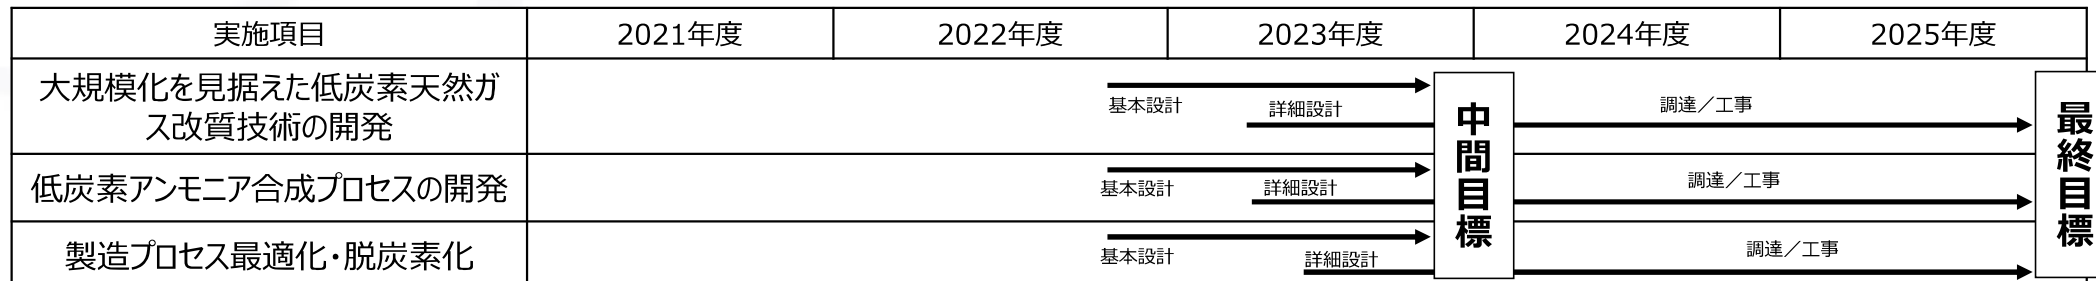 実施項目 2021年度 2022年度 2023年度 2024年度 2025年度
大規模化を見据えた低炭素天然ガ
ス改質技術の開発
基本設計
詳細設計
調達／工事
低炭素アンモニア合成プロセスの開発
基本設計
詳細設計
調達／工事
製造プロセス最適化・脱炭素化
基本設計
詳細設計
調達／工事
中間目標
最終目標